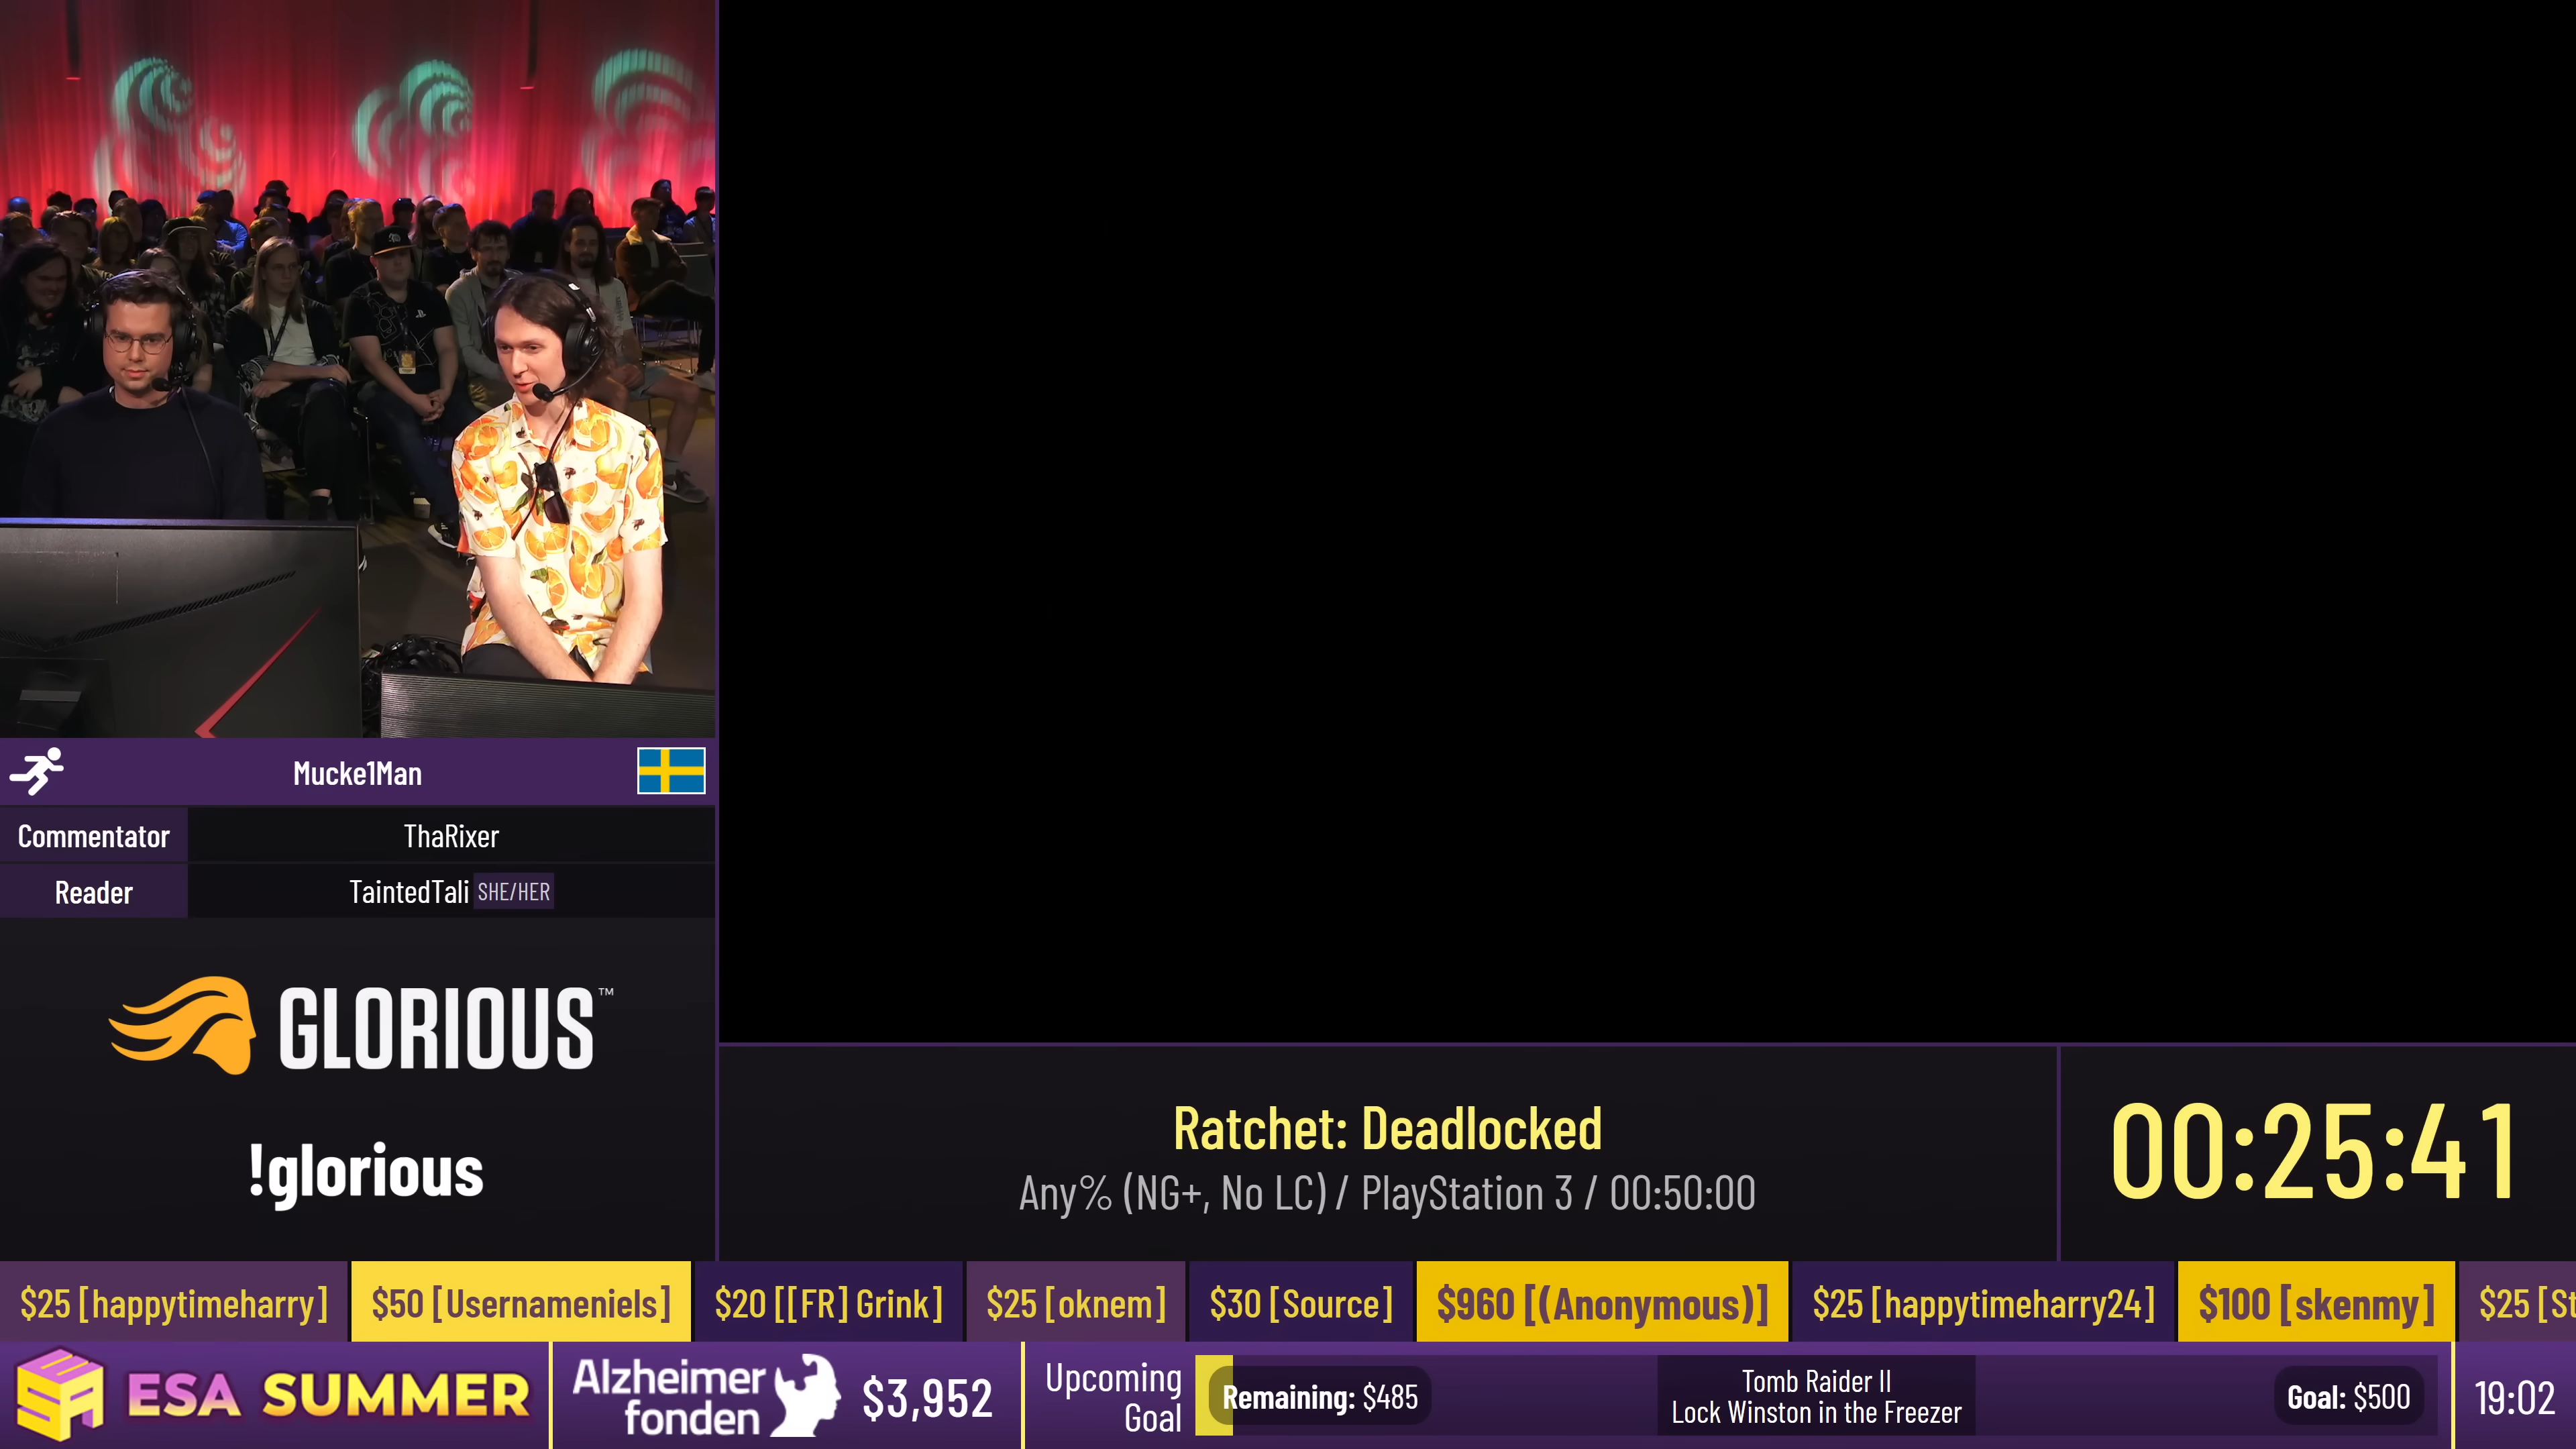 Mucke1Man
Commentator
ThaRixer
Reader
TaintedTali SHE/HER
GLORIOUS™
!glorious
Ratchet: Deadlocked
Any% (NG+, No LC) / PlayStation 3 / 00:50:00
00:25:41
$25 [happytimeharry]
$50 [Usernameniels]
$20 [[FR] Grink]
$25 [oknem]
$30 [Source]
$960 [(Anonymous)]
$25 [happytimeharry24]
$100 [skenmy]
$25 [St
ESA SUMMER
Alzheimer
fonden
$3,952
Upcoming
Goal
Remaining: $485
Tomb Raider II
Lock Winston in the Freezer
Goal: $500
19:02